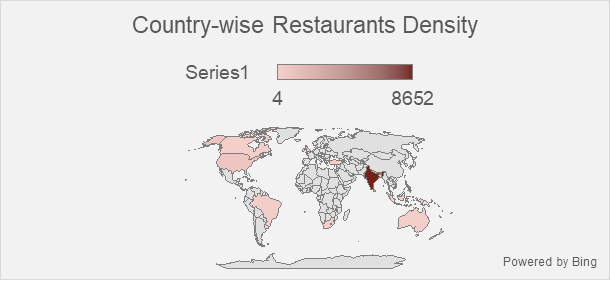 Country-wise Restaurants Density
Series1
4 8652
Powered by Bing